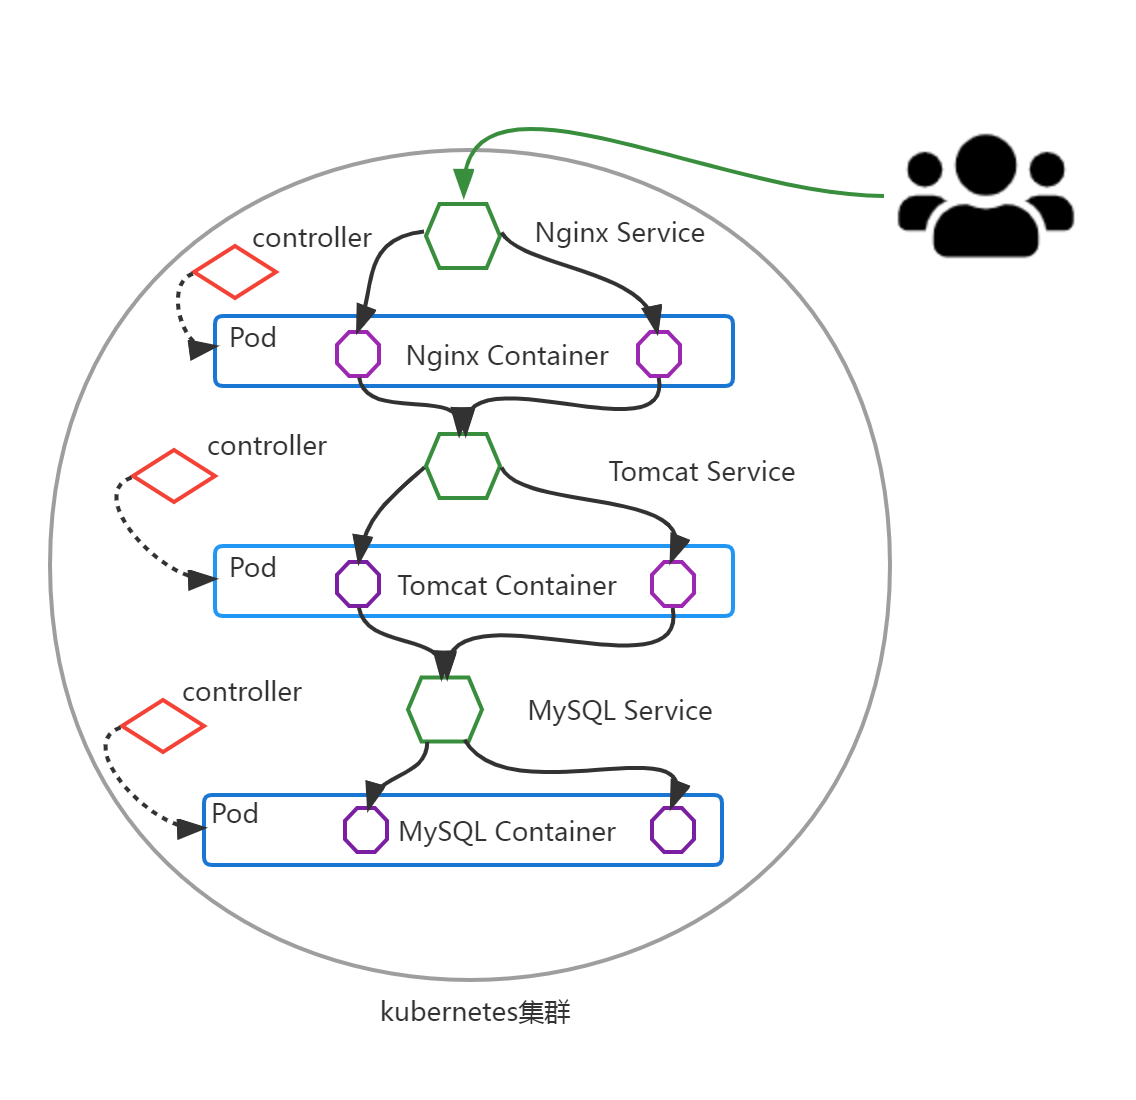 controller
Nginx Service
Pod
Nginx Container
controller
Tomcat Service
Pod
Tomcat Container
controller
MySQL Service
Pod
MySQL Container
kubernetes集群